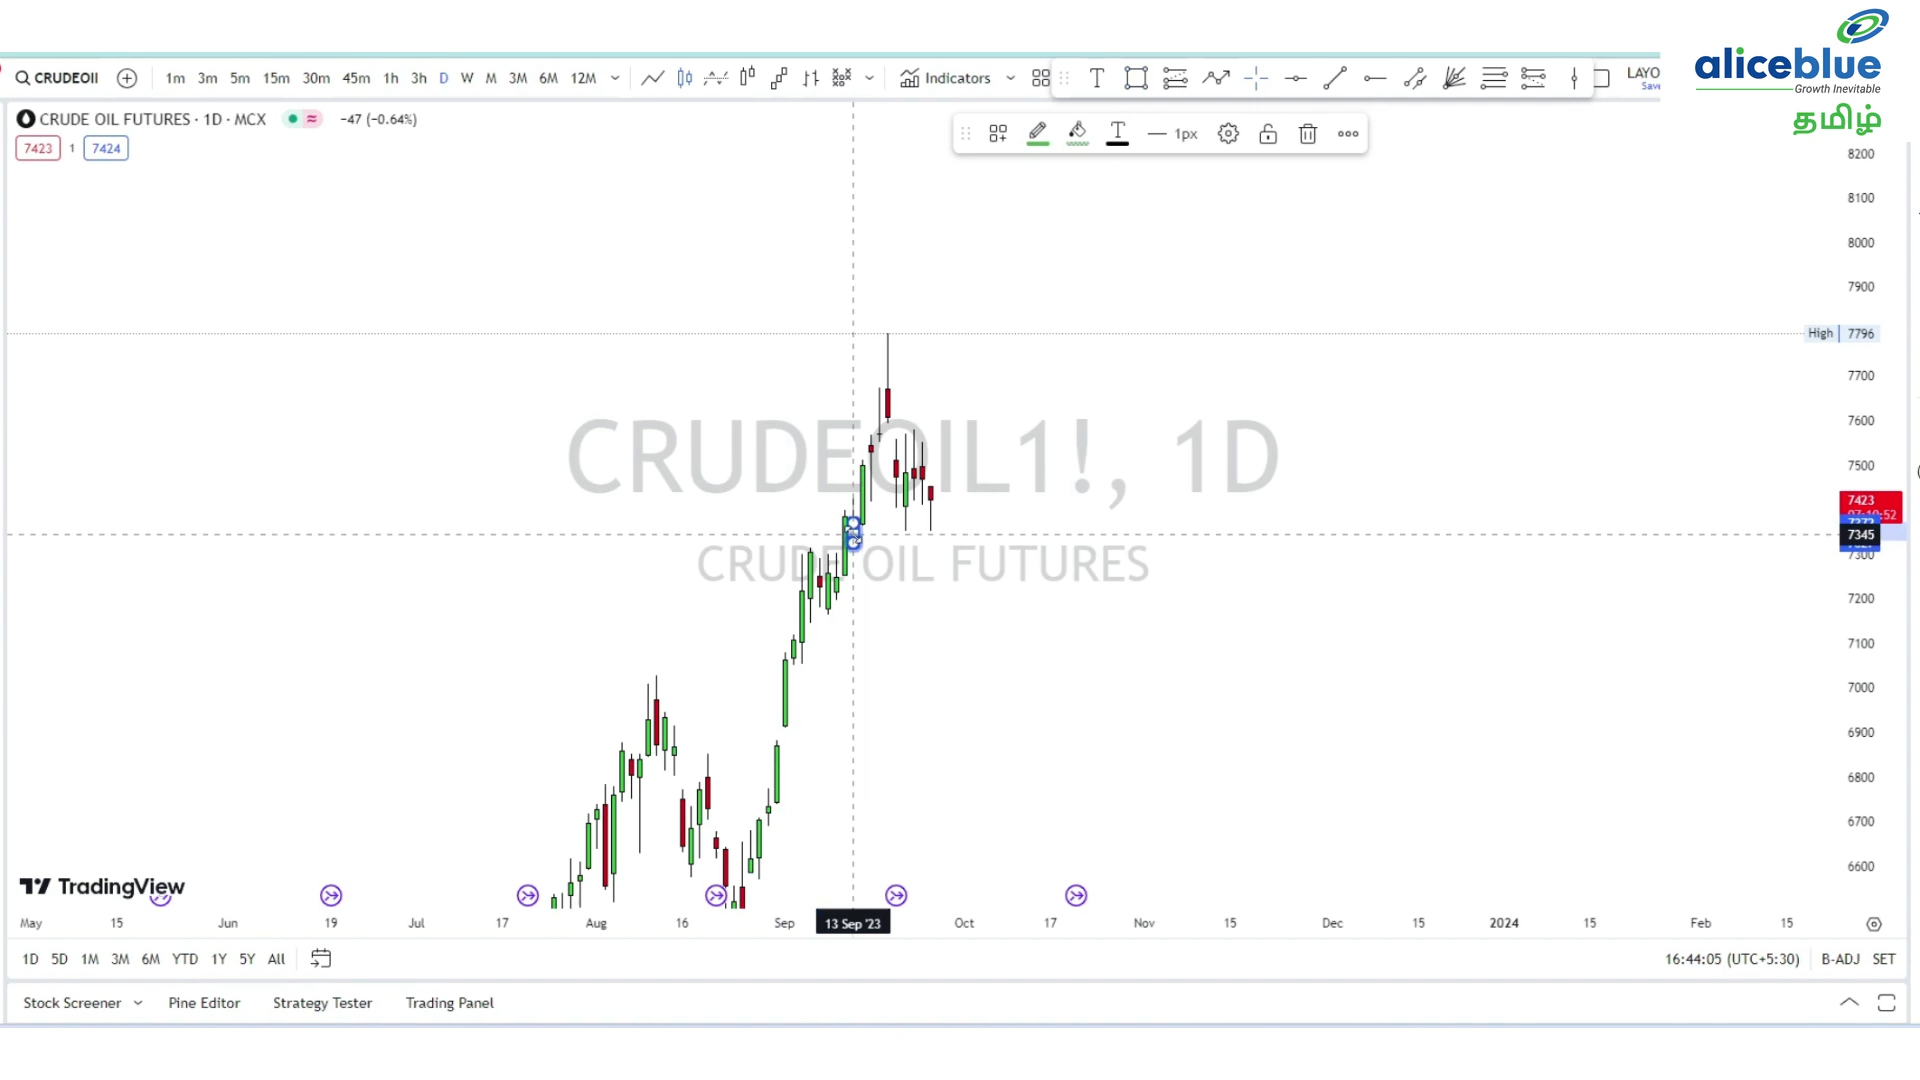 aliceblue
Growth Inevitable
தமிழ்
CRUDEOII 1m 3m 5m 15m 30m 45m 1h 3h D W M 3M 6M 12M Indicators T LAYO
Save
CRUDE OIL FUTURES · 1D · MCX −47 (−0.64%)
T 1px
7423 1 7424
8200
8100
8000
7900
High 7796
7700
7600
CRUDEOIL1!, 1D
7500
7423
7345
CRUDE OIL FUTURES
7300
7200
7100
7000
6900
6800
6700
6600
TradingView
May 15 Jun 19 Jul 17 Aug 16 Sep 13 Sep '23 Oct 17 Nov 15 Dec 15 2024 15 Feb 15
1D 5D 1M 3M 6M YTD 1Y 5Y All 16:44:05 (UTC+5:30) B-ADJ SET
Stock Screener Pine Editor Strategy Tester Trading Panel